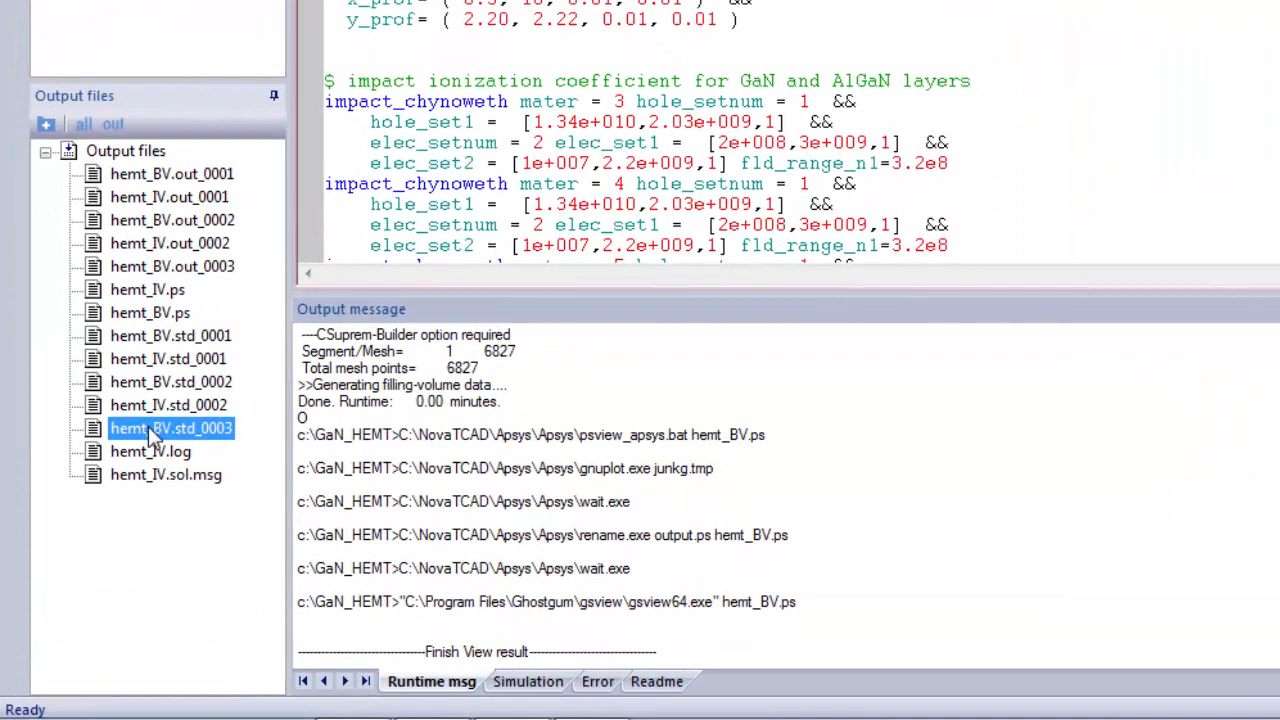 x_prof= ( 0.5, 10, 0.01, 0.01 ) &&
y_prof= ( 2.20, 2.22, 0.01, 0.01 )
$ impact ionization coefficient for GaN and AlGaN layers
impact_chynoweth mater = 3 hole_setnum = 1 &&
hole_set1 = [1.34e+010,2.03e+009,1] &&
elec_setnum = 2 elec_set1 = [2e+008,3e+009,1] &&
elec_set2 = [1e+007,2.2e+009,1] fld_range_n1=3.2e8
impact_chynoweth mater = 4 hole_setnum = 1 &&
hole_set1 = [1.34e+010,2.03e+009,1] &&
elec_setnum = 2 elec_set1 = [2e+008,3e+009,1] &&
elec_set2 = [1e+007,2.2e+009,1] fld_range_n1=3.2e8
Output files
all out
Output files
hemt_BV.out_0001
hemt_IV.out_0001
hemt_BV.out_0002
hemt_IV.out_0002
hemt_BV.out_0003
hemt_IV.ps
hemt_BV.ps
hemt_BV.std_0001
hemt_IV.std_0001
hemt_BV.std_0002
hemt_IV.std_0002
hemt_BV.std_0003
hemt_IV.log
hemt_IV.sol.msg
Output message
----CSuprem-Builder option required
Segment/Mesh= 1 6827
Total mesh points= 6827
>>Generating filling-volume data....
Done. Runtime: 0.00 minutes.
O
c:\GaN_HEMT>C:\NovaTCAD\Apsys\Apsys\psview_apsys.bat hemt_BV.ps
c:\GaN_HEMT>C:\NovaTCAD\Apsys\Apsys\gnuplot.exe junkg.tmp
c:\GaN_HEMT>C:\NovaTCAD\Apsys\Apsys\wait.exe
c:\GaN_HEMT>C:\NovaTCAD\Apsys\Apsys\rename.exe output.ps hemt_BV.ps
c:\GaN_HEMT>C:\NovaTCAD\Apsys\Apsys\wait.exe
c:\GaN_HEMT>"C:\Program Files\Ghostgum\gsview\gsview64.exe" hemt_BV.ps
--------------------------------Finish View result--------------------------------
Runtime msg Simulation Error Readme
Ready